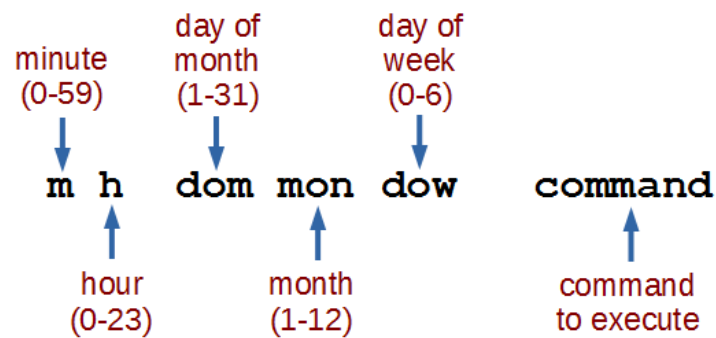 minute
(0-59)
day of
month
(1-31)
day of
week
(0-6)
m h dom mon dow command
hour
(0-23)
month
(1-12)
command
to execute